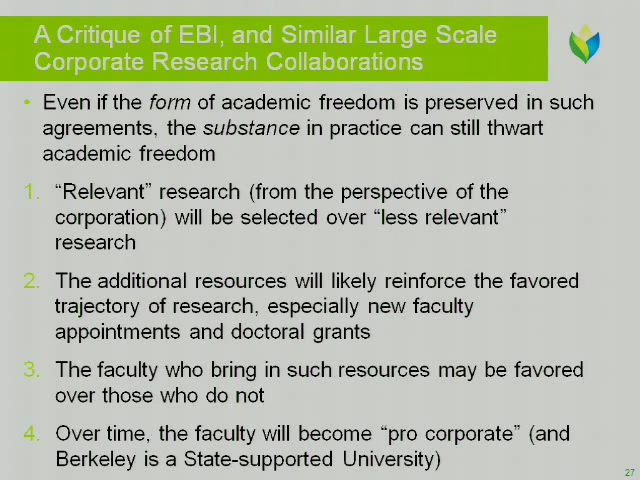 A Critique of EBI, and Similar Large Scale
Corporate Research Collaborations
• Even if the form of academic freedom is preserved in such
agreements, the substance in practice can still thwart
academic freedom
1. “Relevant” research (from the perspective of the
corporation) will be selected over “less relevant”
research
2. The additional resources will likely reinforce the favored
trajectory of research, especially new faculty
appointments and doctoral grants
3. The faculty who bring in such resources may be favored
over those who do not
4. Over time, the faculty will become “pro corporate” (and
Berkeley is a State-supported University)
27